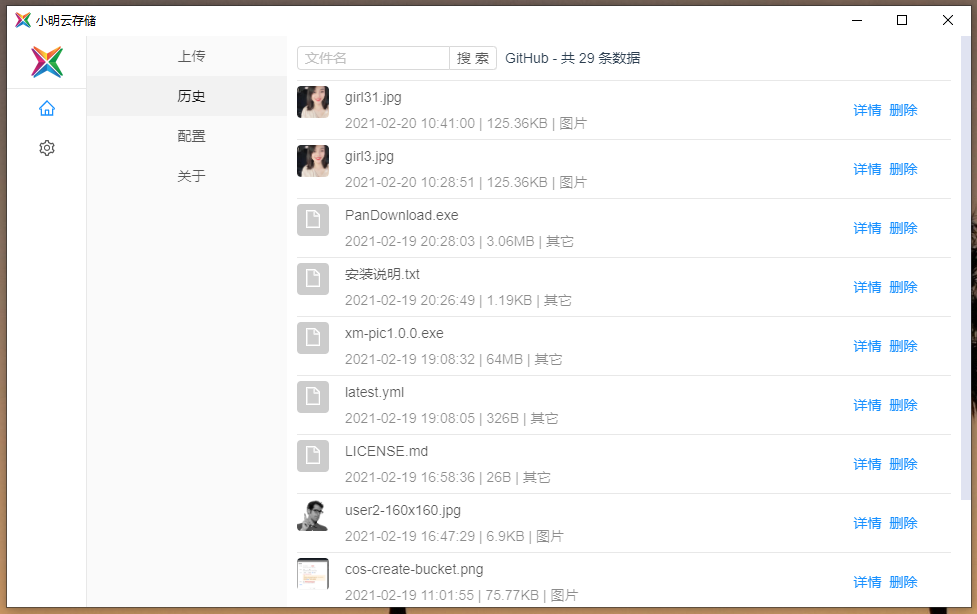 小明云存储
上传
历史
配置
关于
文件名 搜 索 GitHub - 共 29 条数据
girl31.jpg
2021-02-20 10:41:00 | 125.36KB | 图片
详情 删除
girl3.jpg
2021-02-20 10:28:51 | 125.36KB | 图片
详情 删除
PanDownload.exe
2021-02-19 20:28:03 | 3.06MB | 其它
详情 删除
安装说明.txt
2021-02-19 20:26:49 | 1.19KB | 其它
详情 删除
xm-pic1.0.0.exe
2021-02-19 19:08:32 | 64MB | 其它
详情 删除
latest.yml
2021-02-19 19:08:05 | 326B | 其它
详情 删除
LICENSE.md
2021-02-19 16:58:36 | 26B | 其它
详情 删除
user2-160x160.jpg
2021-02-19 16:47:29 | 6.9KB | 图片
详情 删除
cos-create-bucket.png
2021-02-19 11:01:55 | 75.77KB | 图片
详情 删除